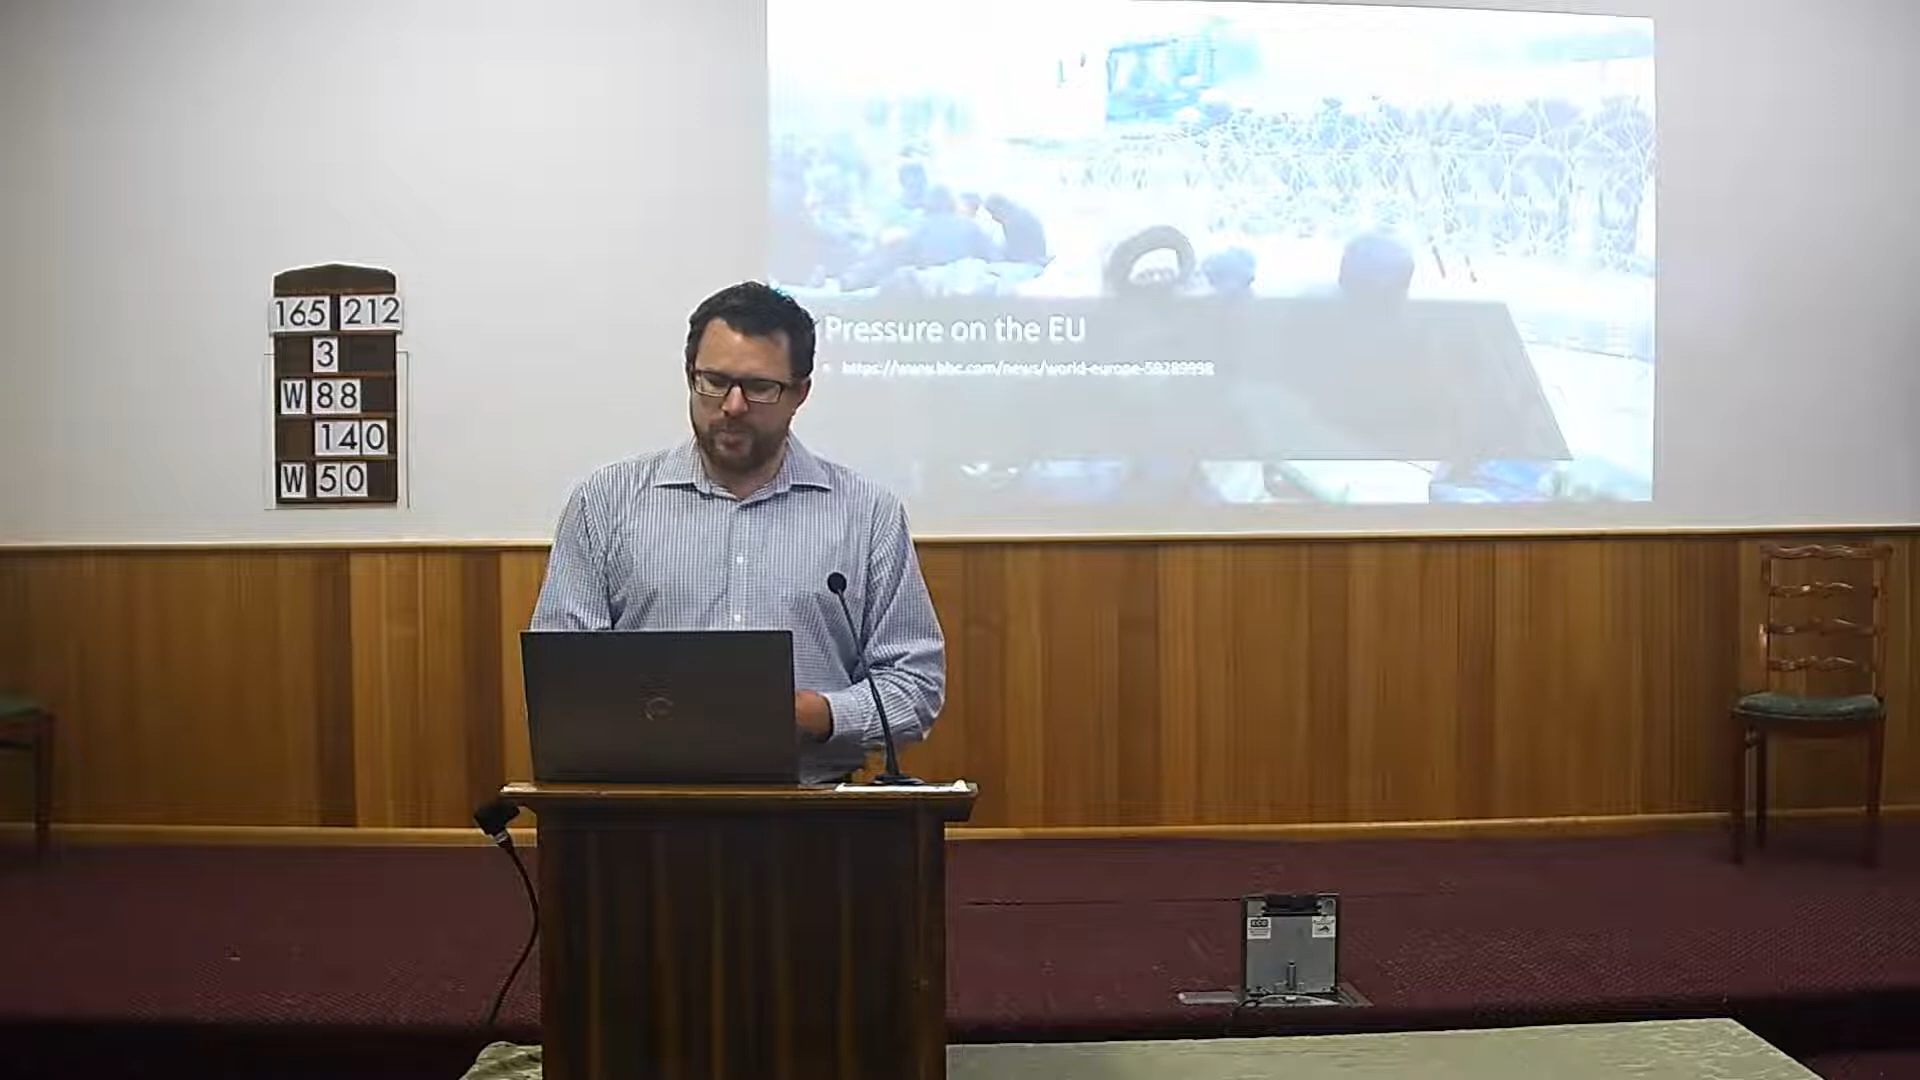 165 212
3
W 88
140
W 50
Pressure on the EU
https://www.bbc.com/news/world-europe-59289998